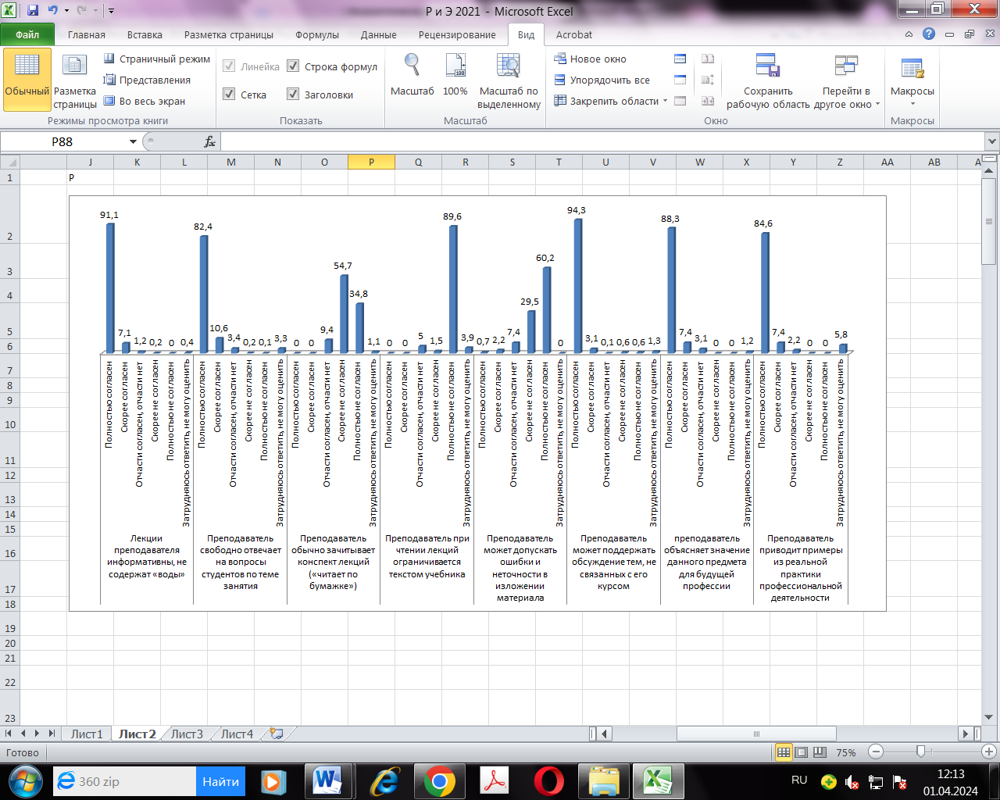 Р и Э 2021 - Microsoft Excel
Файл Главная Вставка Разметка страницы Формулы Данные Рецензирование Вид Acrobat
Обычный
Разметка страницы
Страничный режим
Представления
Во весь экран
Режимы просмотра книги
Линейка
Строка формул
Сетка
Заголовки
Показать
Масштаб
100%
Масштаб по выделенному
Масштаб
Новое окно
Упорядочить все
Закрепить области
Сохранить рабочую область
Перейти в другое окно
Окно
Макросы
Макросы
P88
fx
J K L M N O P Q R S T U V W X Y Z AA AB A
1
2
3
4
5
6
7
8
9
10
11
12
13
14
15
16
17
18
19
20
21
22
23
Р
91,1 7,1 1,2 0,2 0 0,4
82,4 10,6 3,4 0,2 0,1 3,3
0 0 9,4 54,7 34,8 1,1
0 0 5 1,5 89,6 3,9
0,7 2,2 7,4 29,5 60,2 0
94,3 3,1 0,1 0,6 0,6 1,3
88,3 7,4 3,1 0 0 1,2
84,6 7,4 2,2 0 0 5,8
Полностью согласен
Скорее согласен
Отчасти согласен, отчасти нет
Скорее не согласен
Полностью не согласен
Затрудняюсь ответить, не могу оценить
Полностью согласен
Скорее согласен
Отчасти согласен, отчасти нет
Скорее не согласен
Полностью не согласен
Затрудняюсь ответить, не могу оценить
Полностью согласен
Скорее согласен
Отчасти согласен, отчасти нет
Скорее не согласен
Полностью не согласен
Затрудняюсь ответить, не могу оценить
Полностью согласен
Скорее согласен
Отчасти согласен, отчасти нет
Скорее не согласен
Полностью не согласен
Затрудняюсь ответить, не могу оценить
Полностью согласен
Скорее согласен
Отчасти согласен, отчасти нет
Скорее не согласен
Полностью не согласен
Затрудняюсь ответить, не могу оценить
Полностью согласен
Скорее согласен
Отчасти согласен, отчасти нет
Скорее не согласен
Полностью не согласен
Затрудняюсь ответить, не могу оценить
Полностью согласен
Скорее согласен
Отчасти согласен, отчасти нет
Скорее не согласен
Полностью не согласен
Затрудняюсь ответить, не могу оценить
Полностью согласен
Скорее согласен
Отчасти согласен, отчасти нет
Скорее не согласен
Полностью не согласен
Затрудняюсь ответить, не могу оценить
Лекции
преподавателя
информативны, не
содержат «воды»
Преподаватель
свободно отвечает
на вопросы
студентов по теме
занятия
Преподаватель
обычно зачитывает
конспект лекций
(«читает по
бумажке»)
Преподаватель при
чтении лекций
ограничивается
текстом учебника
Преподаватель
может допускать
ошибки и
неточности в
изложении
материала
Преподаватель
может поддержать
обсуждение тем, не
связанных с его
курсом
преподаватель
объясняет значение
данного предмета
для будущей
профессии
Преподаватель
приводит примеры
из реальной
практики
профессиональной
деятельности
Лист1 Лист2 Лист3 Лист4
Готово
75%
360 zip
Найти
RU
12:13
01.04.2024